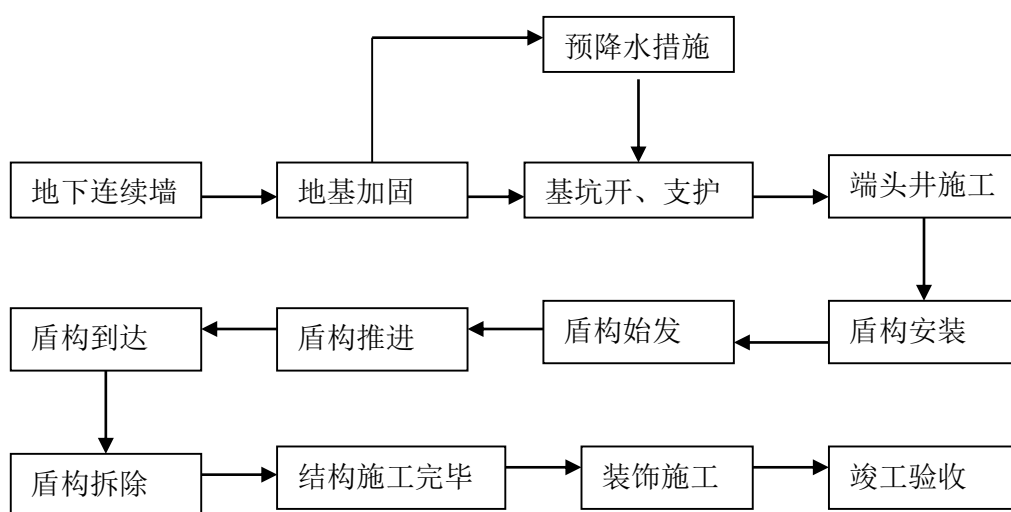 预降水措施
地下连续墙
地基加固
基坑开、支护
端头井施工
盾构到达
盾构推进
盾构始发
盾构安装
盾构拆除
结构施工完毕
装饰施工
竣工验收